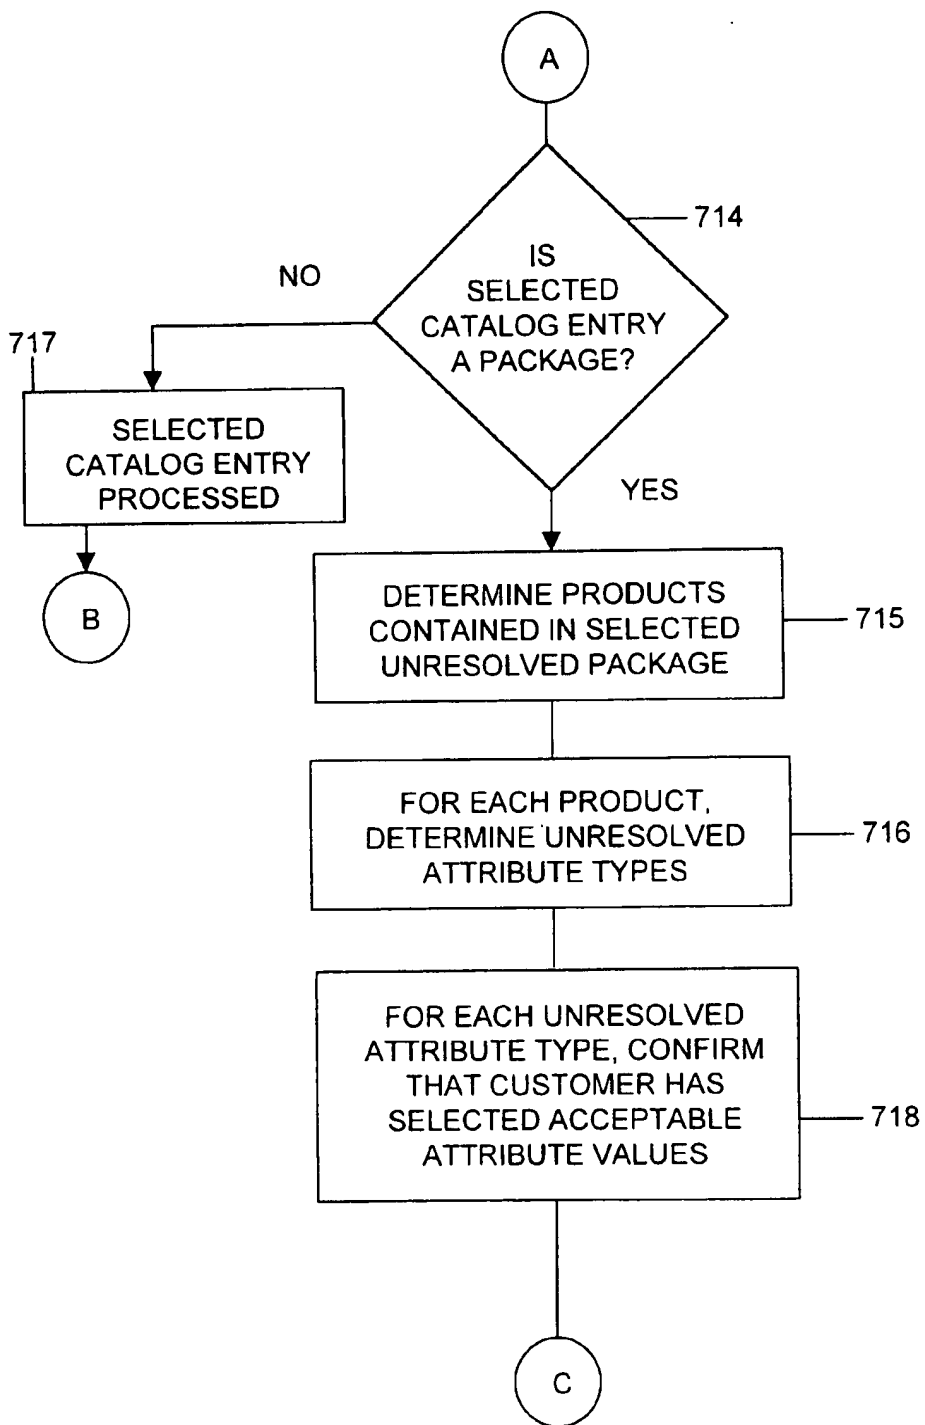 A
714
IS
SELECTED
CATALOG ENTRY
A PACKAGE?
NO
717
SELECTED
CATALOG ENTRY
PROCESSED
YES
B
DETERMINE PRODUCTS
CONTAINED IN SELECTED
UNRESOLVED PACKAGE
715
FOR EACH PRODUCT,
DETERMINE UNRESOLVED
ATTRIBUTE TYPES
716
FOR EACH UNRESOLVED
ATTRIBUTE TYPE, CONFIRM
THAT CUSTOMER HAS
SELECTED ACCEPTABLE
ATTRIBUTE VALUES
718
C